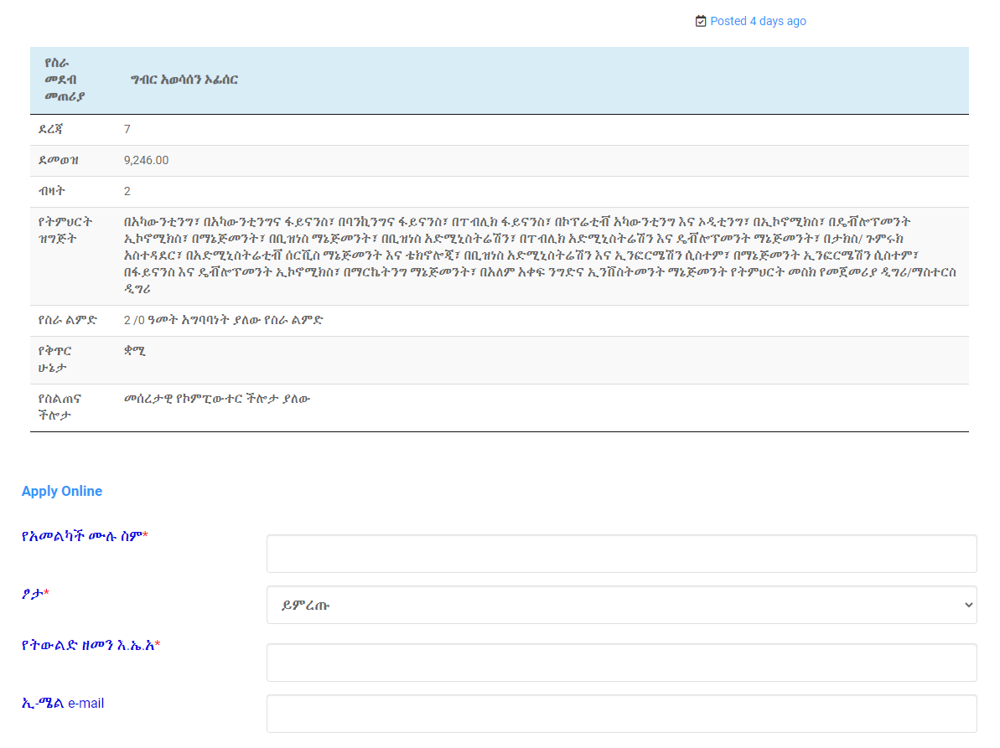 Posted 4 days ago
የስራ
መደብ
መጠሪያ
ግብር አወሳሰን ኦፊሰር
ደረጃ 7
ደመወዝ 9,246.00
ብዛት 2
የትምህርት
ዝግጅት
በአካውንቲንግ፣ በአካውንቲንግና ፋይናንስ፣ በባንኪንግና ፋይናንስ፣ በፐብሊክ ፋይናንስ፣ በኮፕሬቲቭ አካውንቲንግ እና ኦዲቲንግ፣ በኢኮኖሚክስ፣ በዴቭሎፕመንት
ኢኮኖሚክስ፣ በማኔጅመንት፣ በቢዝነስ ማኔጅመንት፣ በቢዝነስ አድሚኒስትሬሽን፣ በፐብሊክ አድሚኒስትሬሽን እና ዴቭሎፕመንት ማኔጅመንት፣ በታክስ/ ጉምሩክ
አስተዳደር፣ በአድሚኒስትሬቲቭ ሰርቪስ ማኔጅመንት እና ቴክኖሎጂ፣ በቢዝነስ አድሚኒስትሬሽን እና ኢንፎርሜሽን ሲስተም፣ በማኔጅመንት ኢንፎርሜሽን ሲስተም፣
በፋይናንስ እና ዴቭሎፕመንት ኢኮኖሚክስ፣ በማርኬትንግ ማኔጅመንት፣ በአለም አቀፍ ንግድና ኢንቨስትመንት ማኔጅመንት የትምህርት መስክ የመጀመሪያ ዲግሪ/ማስተርስ
ዲግሪ
የስራ ልምድ 2 /0 ዓመት አግባባነት ያለው የስራ ልምድ
የቅጥር
ሁኔታ
ቋሚ
የስልጠና
ችሎታ
መሰረታዊ የኮምፒውተር ችሎታ ያለው
Apply Online
የአመልካች ሙሉ ስም*
ፆታ*
ይምረጡ
የትውልድ ዘመን እ.ኤ.አ*
ኢ-ሜል e-mail